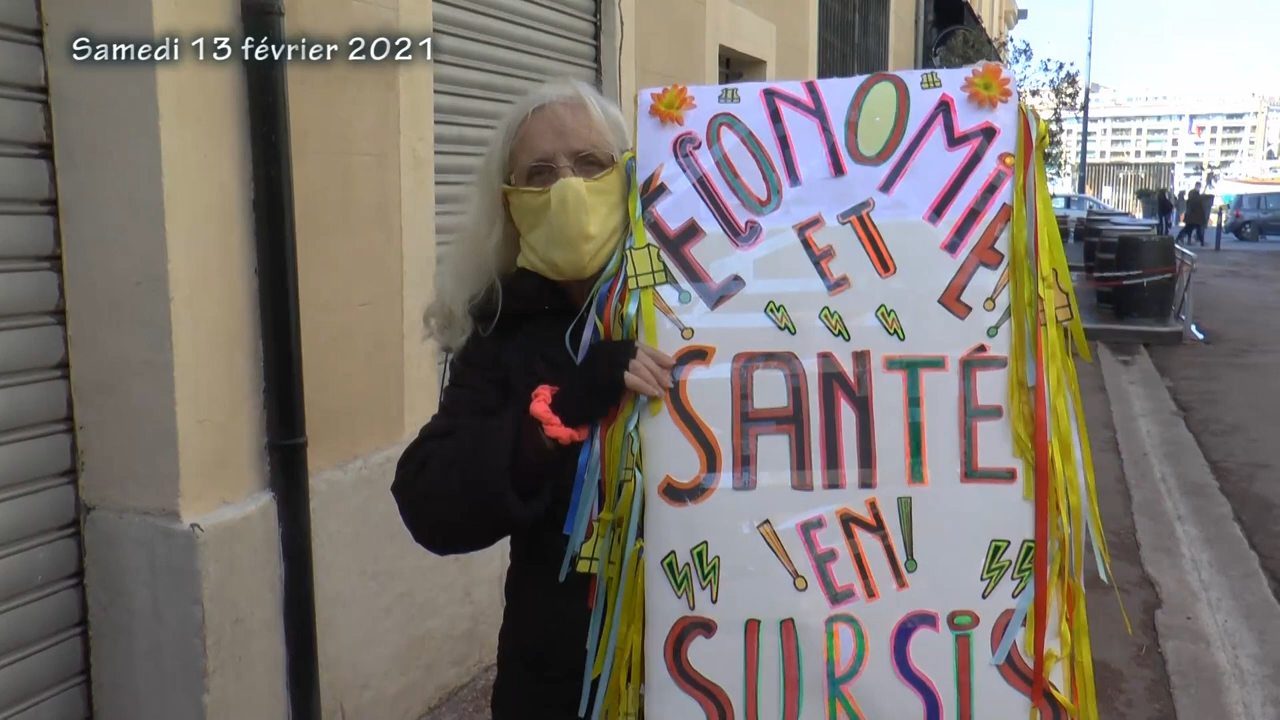 Samedi 13 février 2021
ÉCONOMiE
ET
SANTÉ
!EN!
SURSiS